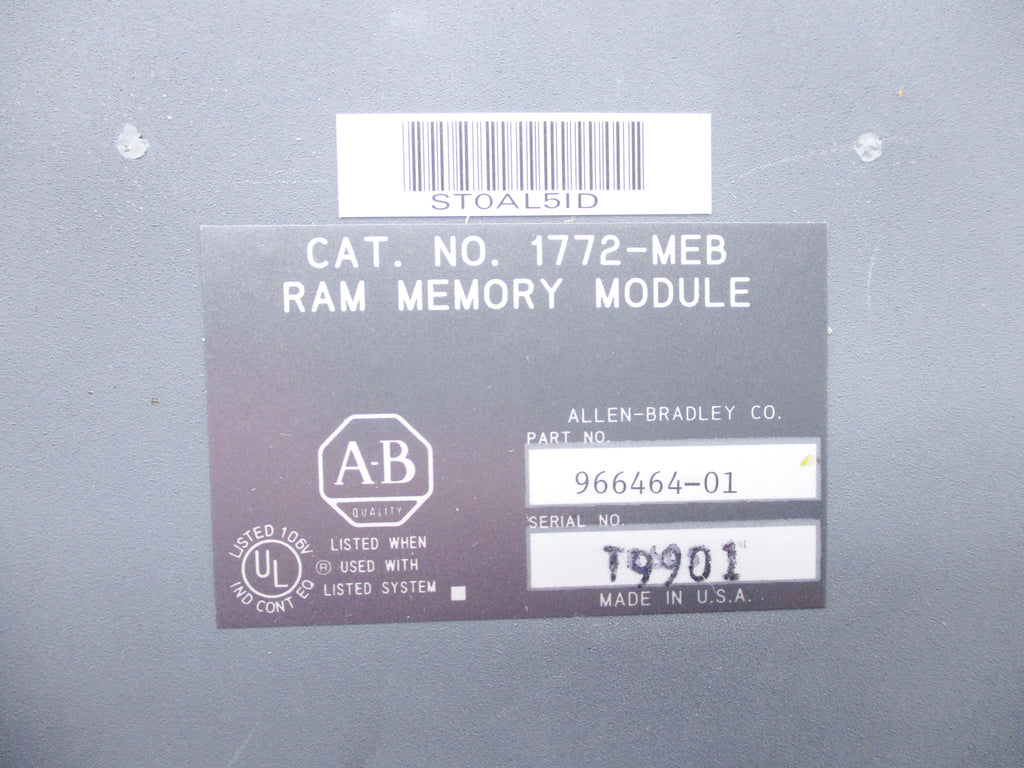 ST0AL5ID
CAT. NO. 1772-MEB
RAM MEMORY MODULE
ALLEN-BRADLEY CO.
PART NO.
966464-01
A-B
QUALITY
SERIAL NO.
T9901
LISTED 106V
UL
IND CONT EQ
LISTED WHEN
® USED WITH
LISTED SYSTEM
MADE IN U.S.A.